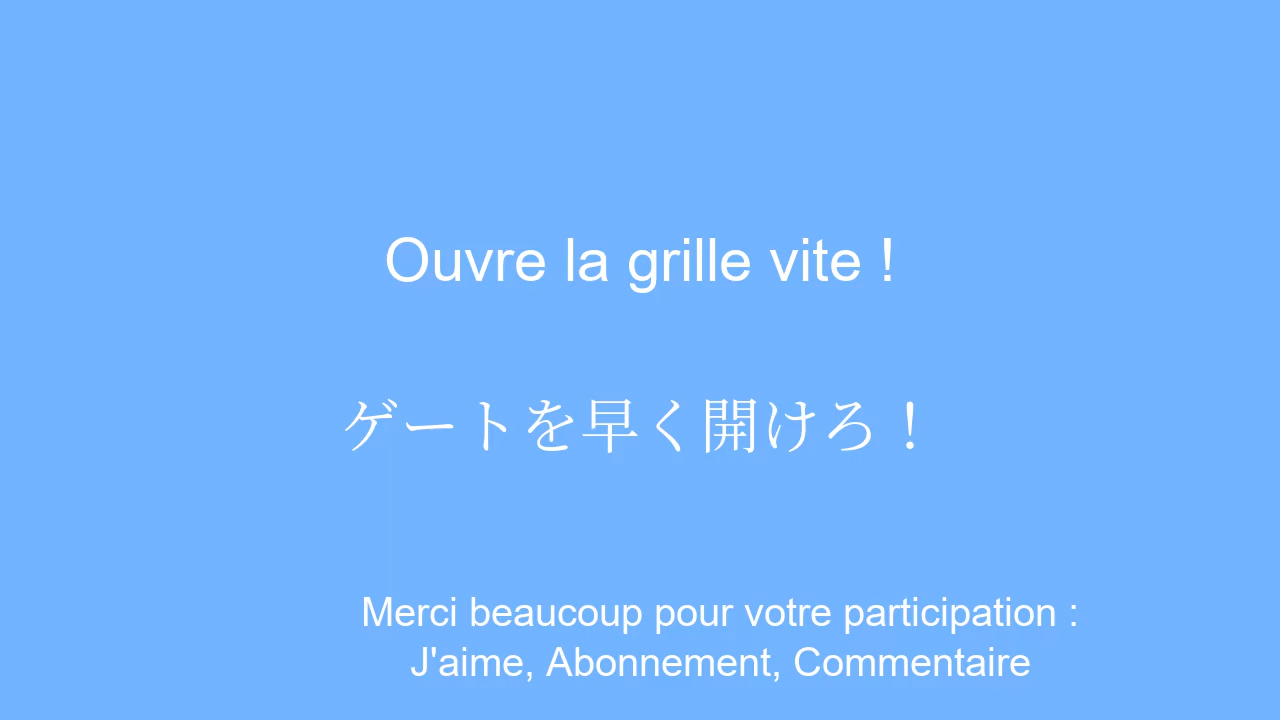 Ouvre la grille vite !
ゲートを早く開けろ！
Merci beaucoup pour votre participation :
J'aime, Abonnement, Commentaire